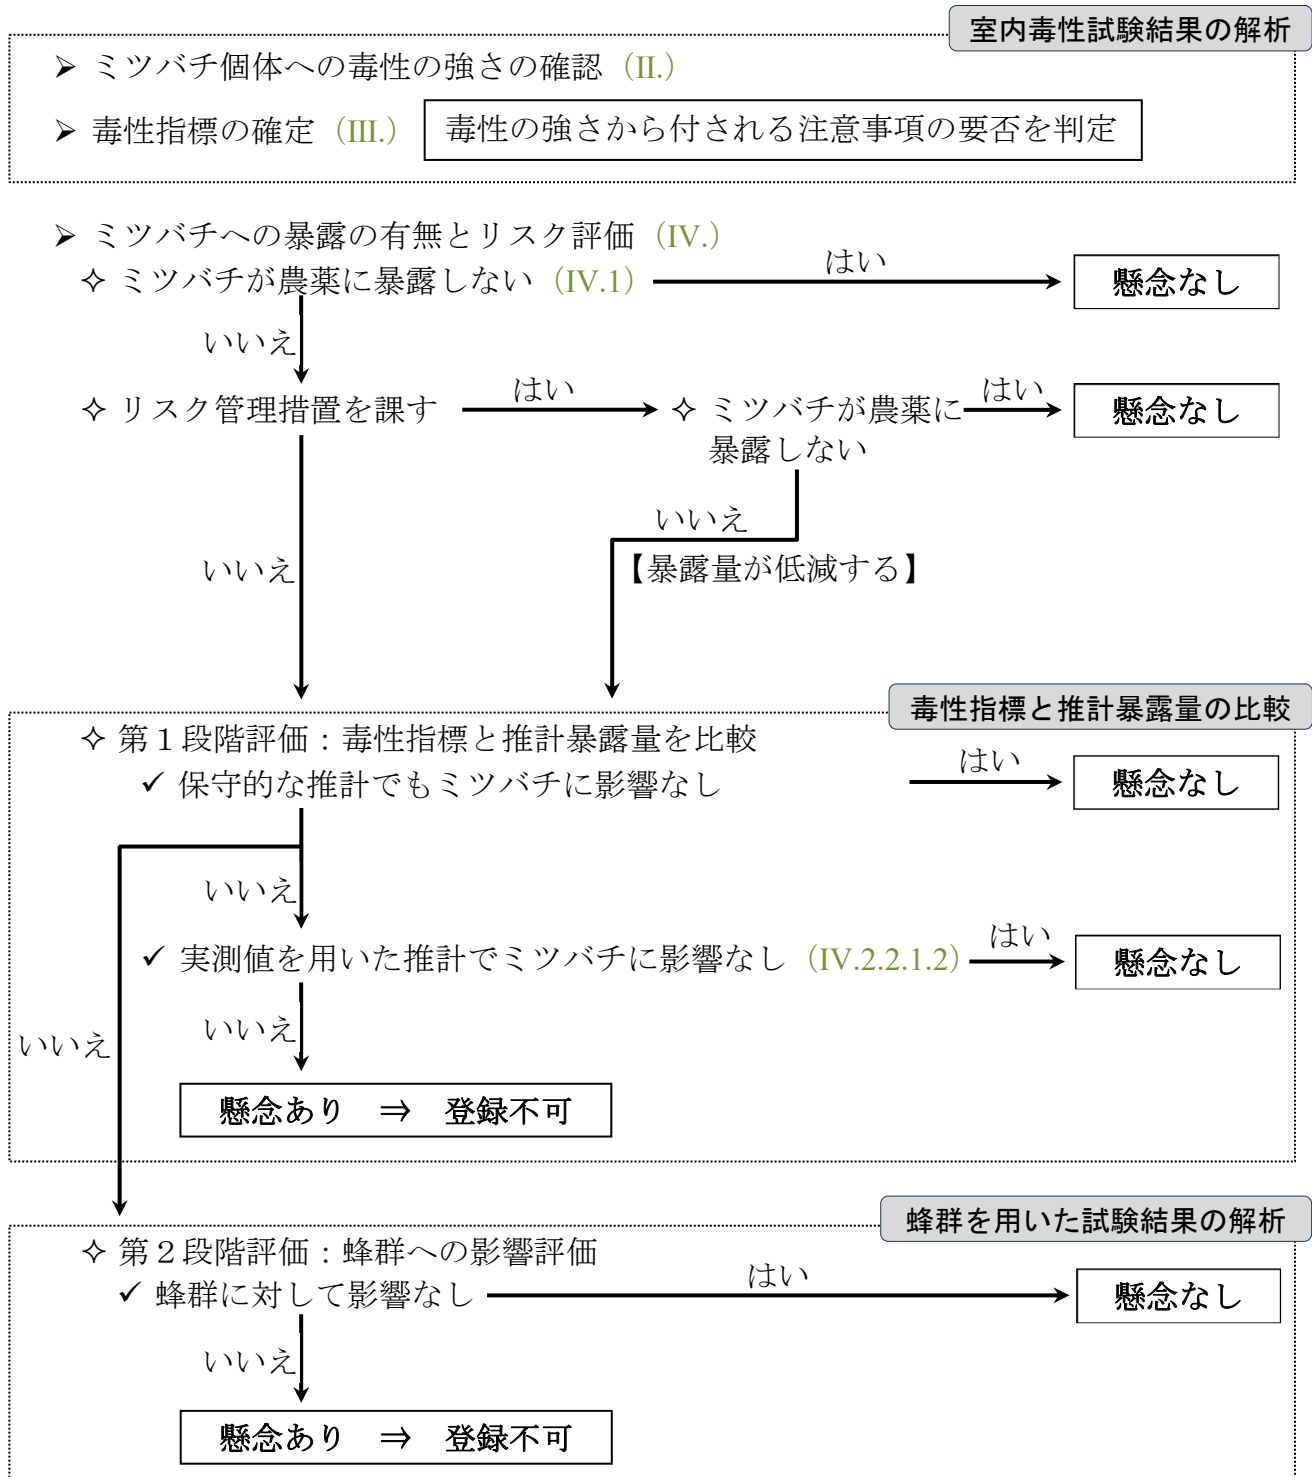 室内毒性試験結果の解析
➢ ミツバチ個体への毒性の強さの確認（II.）
➢ 毒性指標の確定（III.） 毒性の強さから付される注意事項の要否を判定
➢ ミツバチへの暴露の有無とリスク評価（IV.）
✧ ミツバチが農薬に暴露しない（IV.1） はい 懸念なし
いいえ
✧ リスク管理措置を課す はい ✧ ミツバチが農薬に はい 懸念なし
暴露しない
いいえ
いいえ 【暴露量が低減する】
毒性指標と推計暴露量の比較
✧ 第１段階評価：毒性指標と推計暴露量を比較
✓ 保守的な推計でもミツバチに影響なし はい 懸念なし
いいえ
✓ 実測値を用いた推計でミツバチに影響なし（IV.2.2.1.2） はい 懸念なし
いいえ いいえ
懸念あり ⇒ 登録不可
蜂群を用いた試験結果の解析
✧ 第２段階評価：蜂群への影響評価
✓ 蜂群に対して影響なし はい 懸念なし
いいえ
懸念あり ⇒ 登録不可